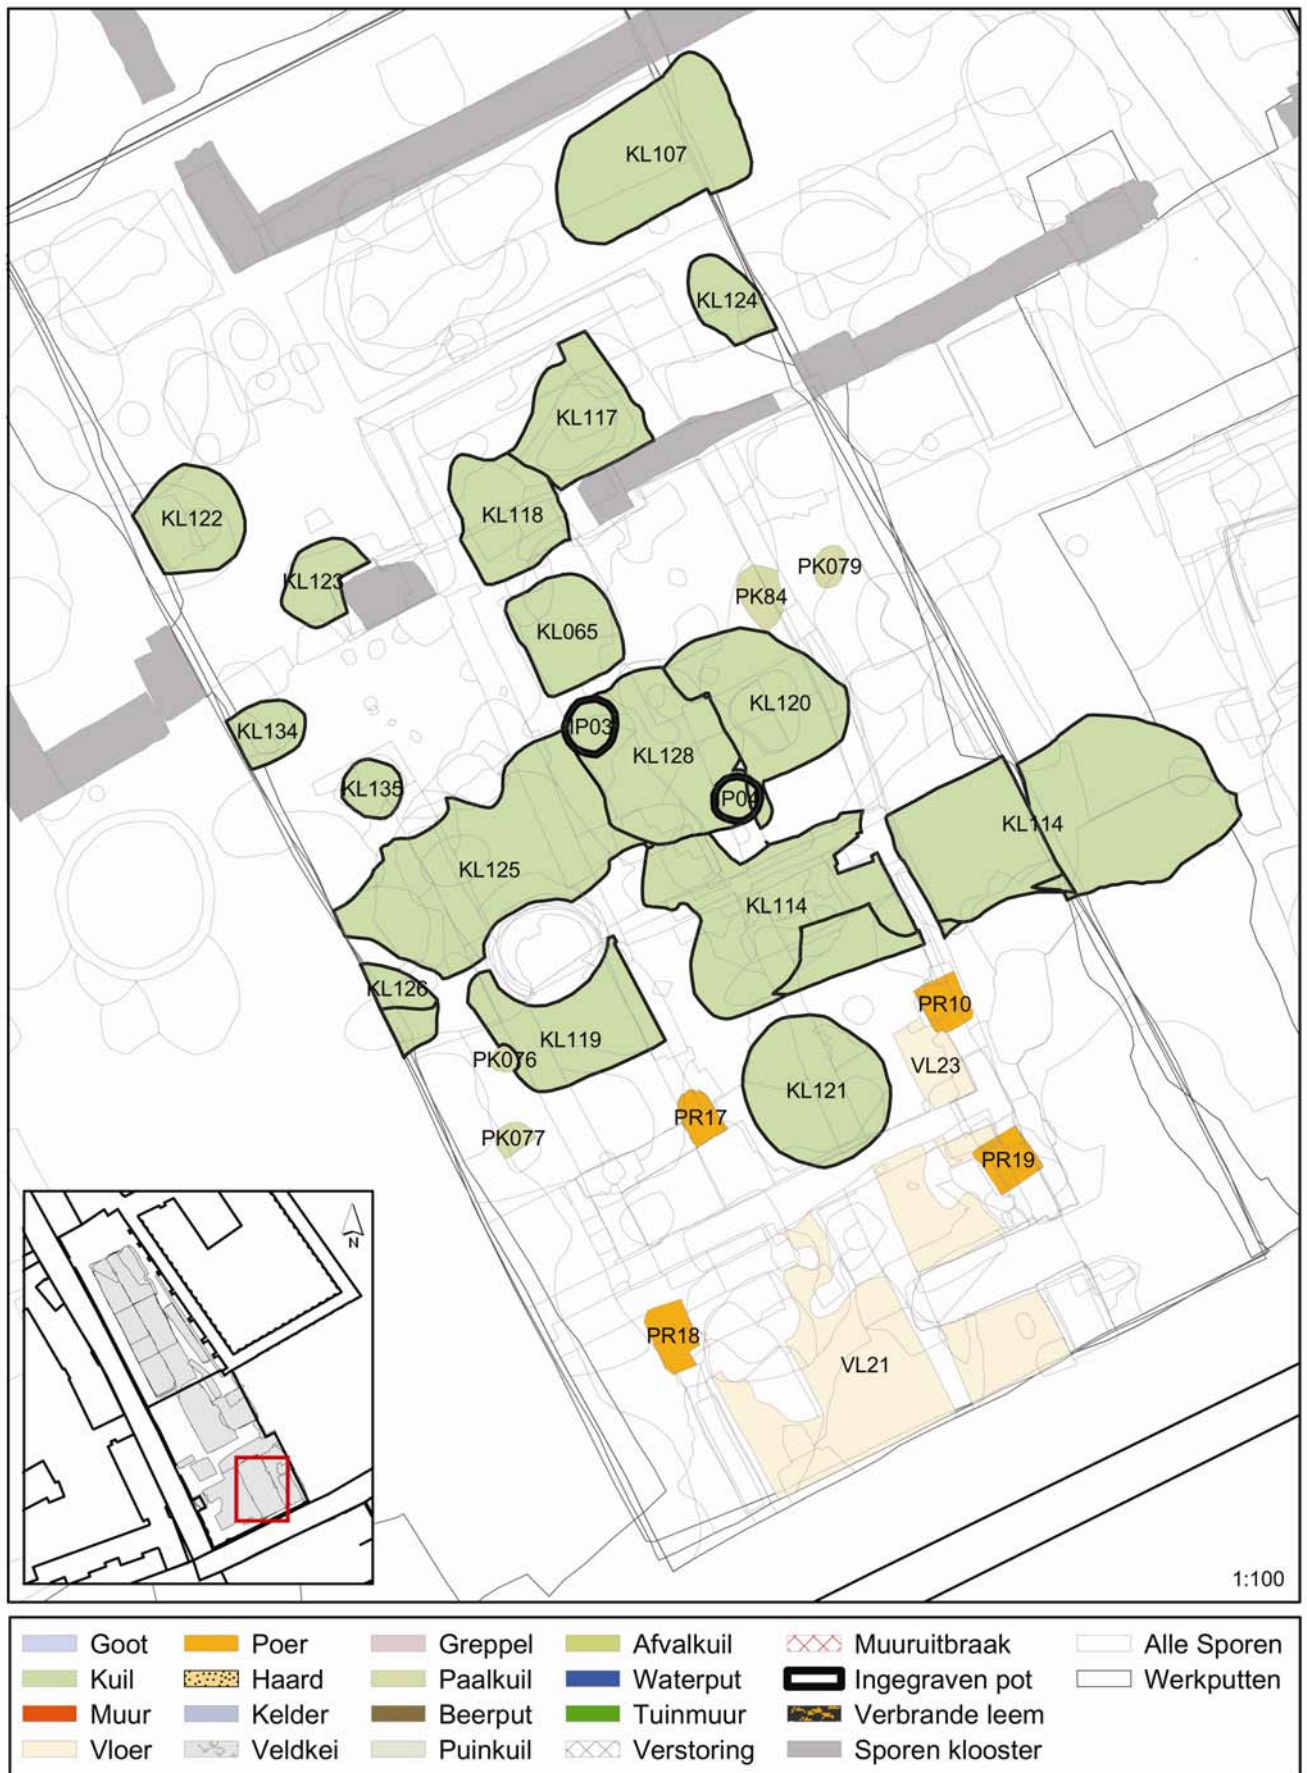 KL107
KL124
KL117
KL122
KL118
KL123
PK079
PK84
KL065
KL120
IP03
KL134
KL128
KL135
IP04
KL114
KL125
KL114
KL126
PR10
KL119
PK076
VL23
KL121
PR17
PK077
PR19
N
PR18
VL21
1:100
Goot Poer Greppel Afvalkuil Muuruitbraak Alle Sporen
Kuil Haard Paalkuil Waterput Ingegraven pot Werkputten
Muur Kelder Beerput Tuinmuur Verbrande leem
Vloer Veldkei Puinkuil Verstoring Sporen klooster